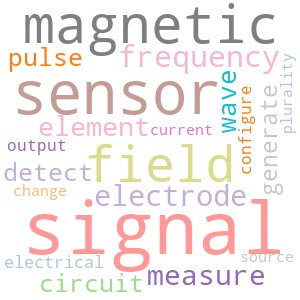 magnetic
pulse frequency
sensor
wave
configure
plurality
element current
output field generate
detect
change electrode
signal
electrical source
circuit measure